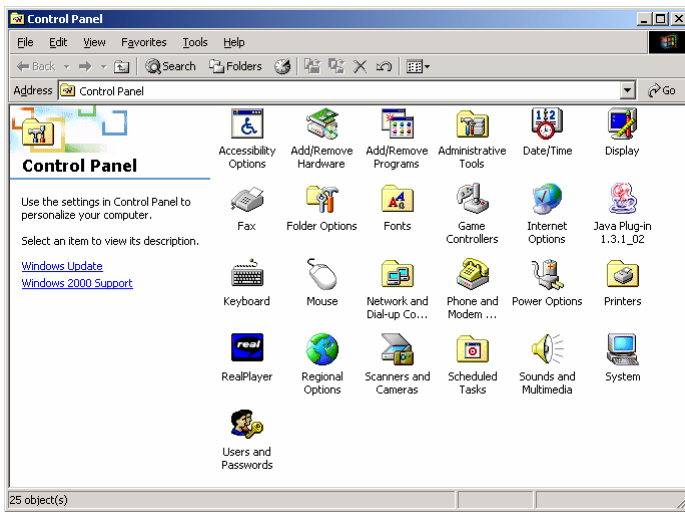 Control Panel
File Edit View Favorites Tools Help
Back Search Folders
Address Control Panel Go
Control Panel
Use the settings in Control Panel to
personalize your computer.
Select an item to view its description.
Windows Update
Windows 2000 Support
Accessibility
Options
Add/Remove
Hardware
Add/Remove
Programs
Administrative
Tools
Date/Time
Display
Fax
Folder Options
Fonts
Game
Controllers
Internet
Options
Java Plug-in
1.3.1_02
Keyboard
Mouse
Network and
Dial-up Co...
Phone and
Modem ...
Power Options
Printers
real
RealPlayer
Regional
Options
Scanners and
Cameras
Scheduled
Tasks
Sounds and
Multimedia
System
Users and
Passwords
25 object(s)